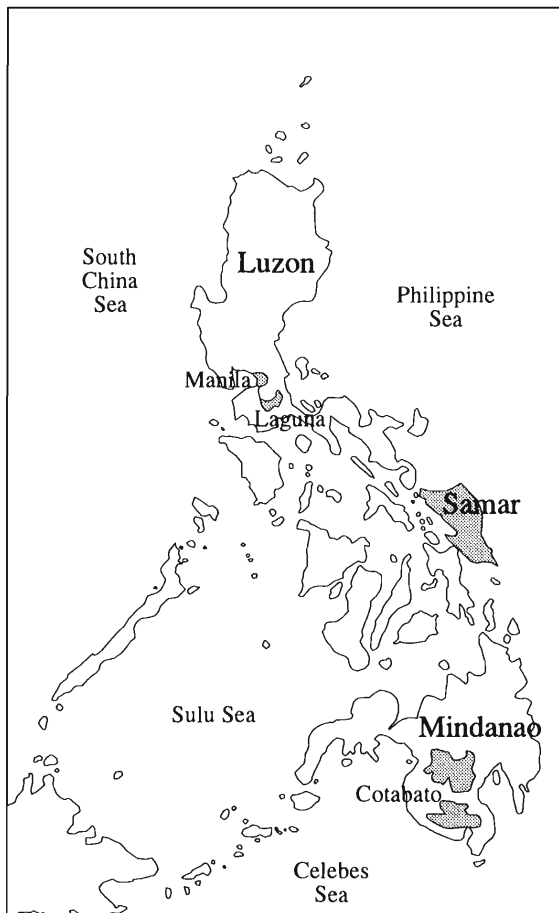 Luzon
South
China
Sea
Philippine
Sea
Manila
Laguna
Samar
Sulu Sea
Mindanao
Cotabato
Celebes
Sea